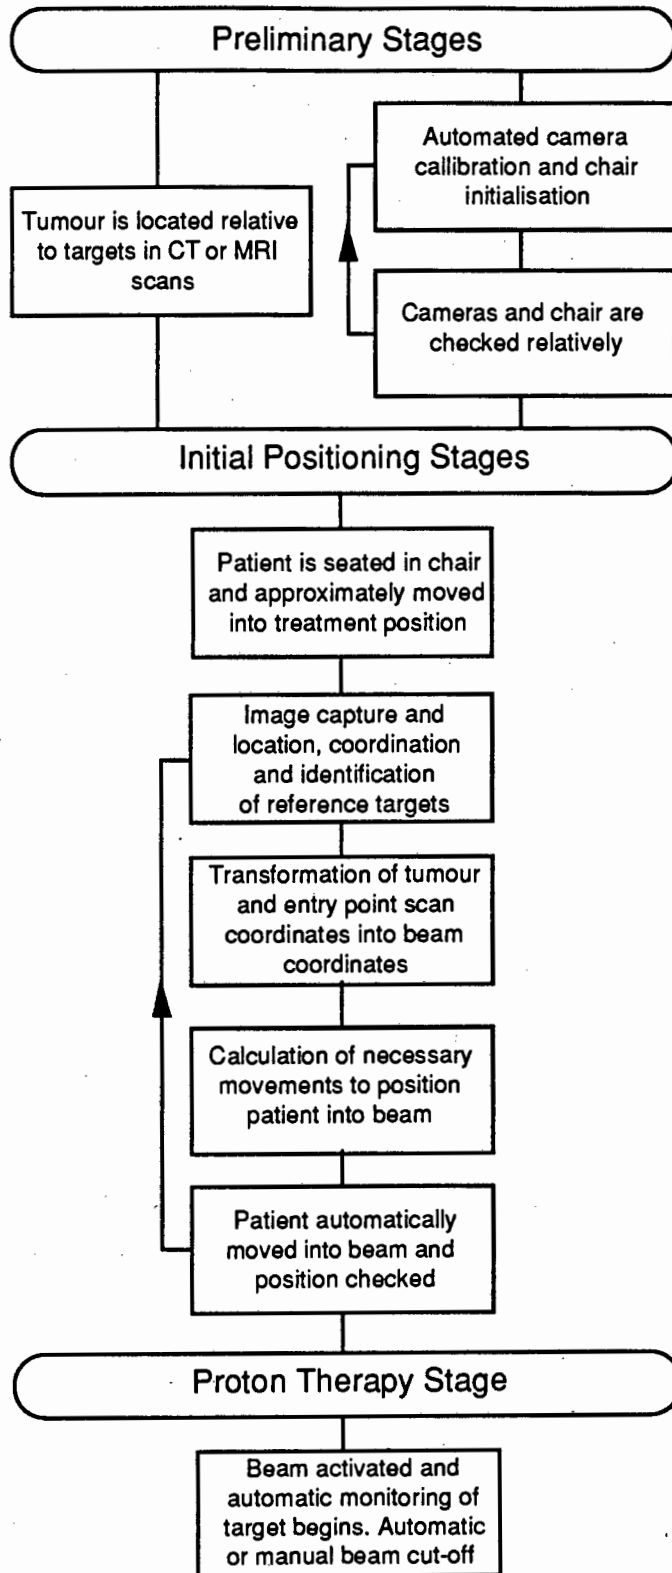 Preliminary Stages
Tumour is located relative
to targets in CT or MRI
scans
Automated camera
callibration and chair
initialisation
Cameras and chair are
checked relatively
Initial Positioning Stages
Patient is seated in chair
and approximately moved
into treatment position
Image capture and
location, coordination
and identification
of reference targets
Transformation of tumour
and entry point scan
coordinates into beam
coordinates
Calculation of necessary
movements to position
patient into beam
Patient automatically
moved into beam and
position checked
Proton Therapy Stage
Beam activated and
automatic monitoring of
target begins. Automatic
or manual beam cut-off